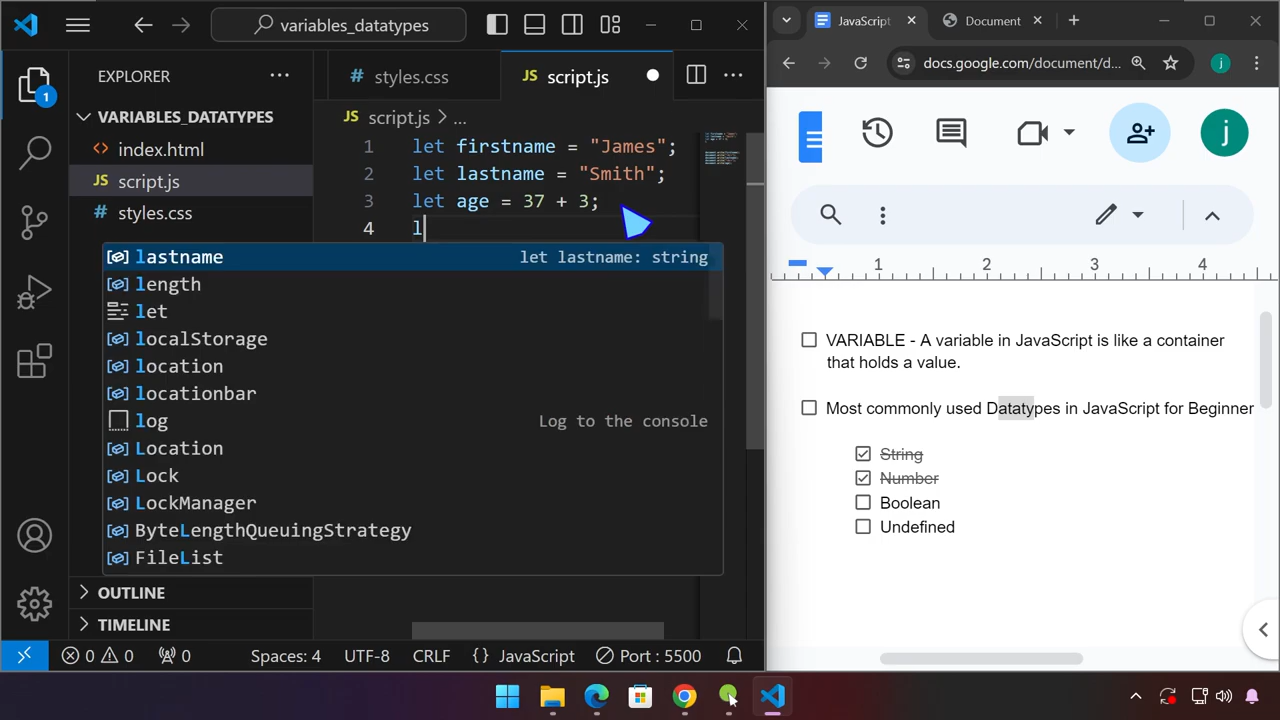 variables_datatypes
EXPLORER
VARIABLES_DATATYPES
index.html
JS script.js
# styles.css
OUTLINE
TIMELINE
1
# styles.css
JS script.js
JS script.js > ...
1 let firstname = "James";
2 let lastname = "Smith";
3 let age = 37 + 3;
4 l
lastname let lastname: string
length
let
localStorage
location
locationbar
log Log to the console
Location
Lock
LockManager
ByteLengthQueuingStrategy
FileList
0 0 0 Spaces: 4 UTF-8 CRLF {} JavaScript Port : 5500
JavaScript
Document
docs.google.com/document/d...
j
j
1 2 3 4
VARIABLE - A variable in JavaScript is like a container
that holds a value.
Most commonly used Datatypes in JavaScript for Beginner
String
Number
Boolean
Undefined